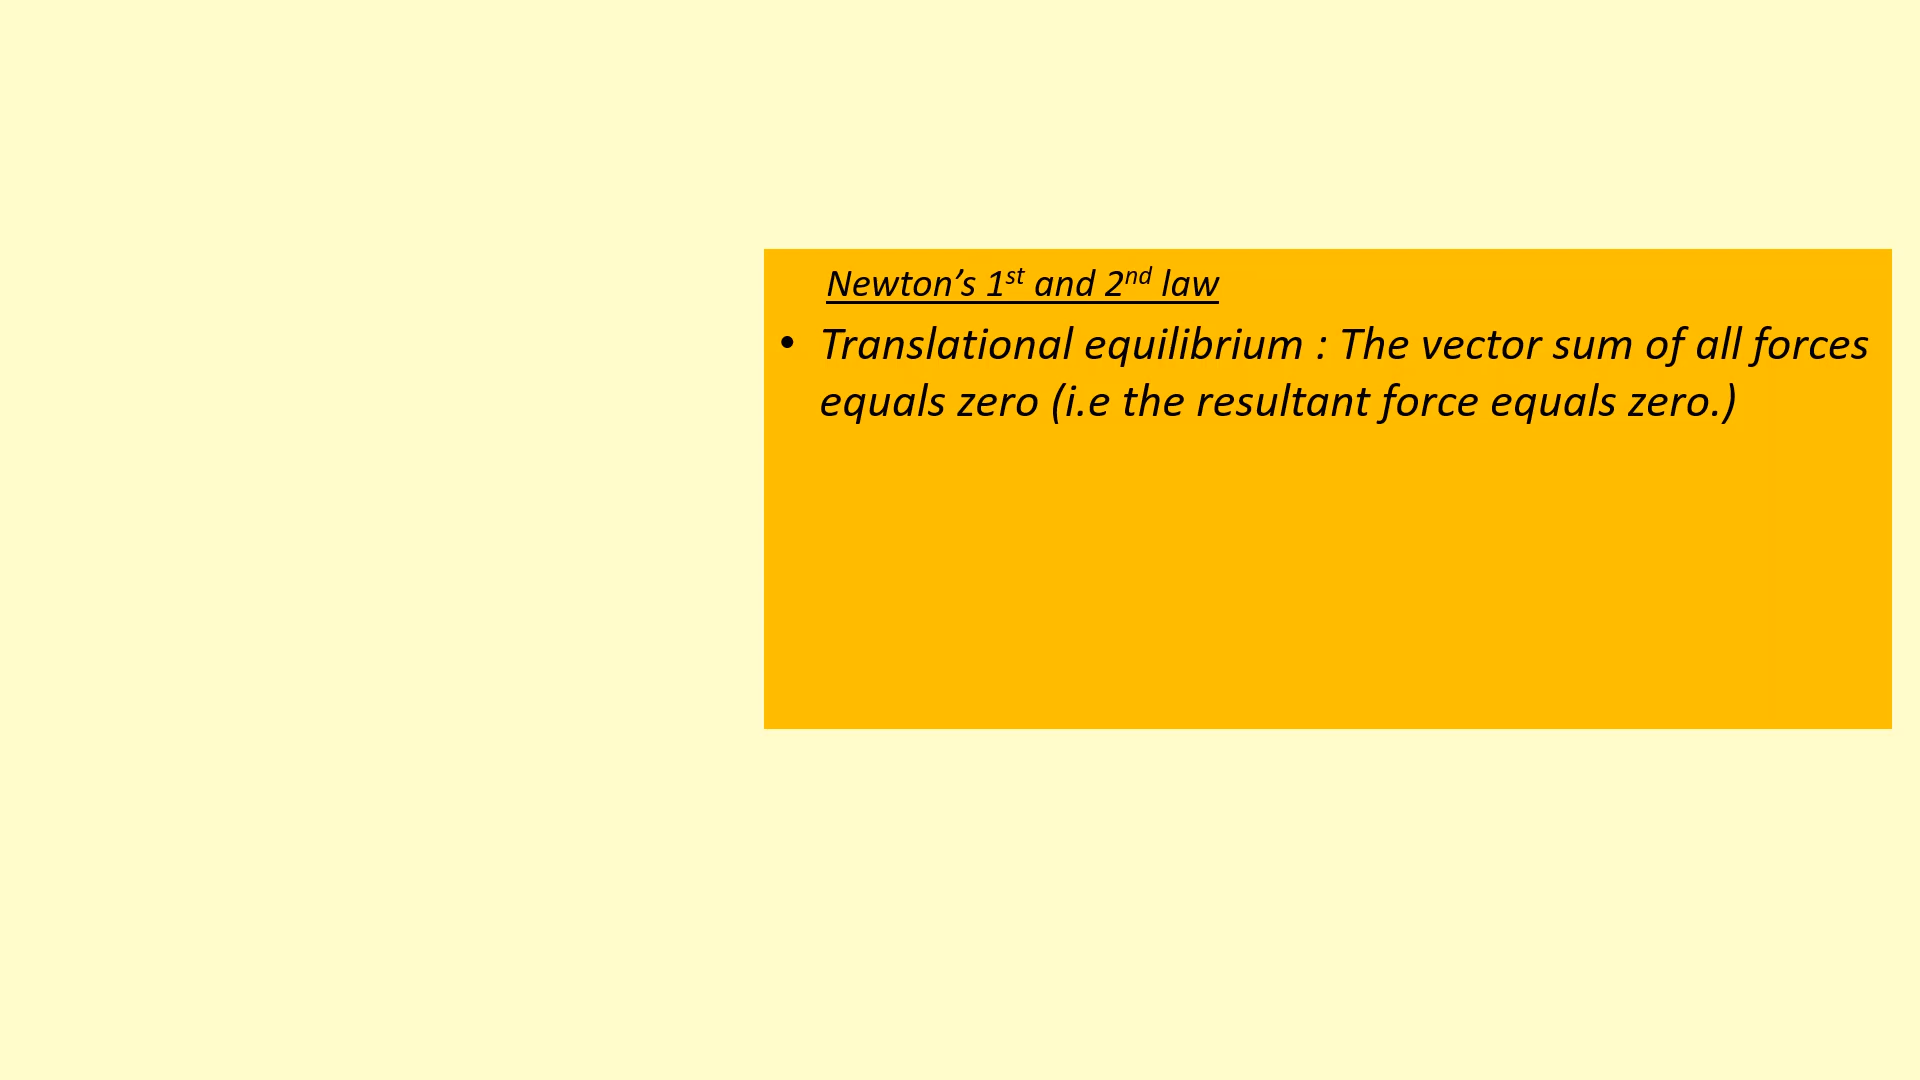 Newton’s 1st and 2nd law
• Translational equilibrium : The vector sum of all forces
equals zero (i.e the resultant force equals zero.)